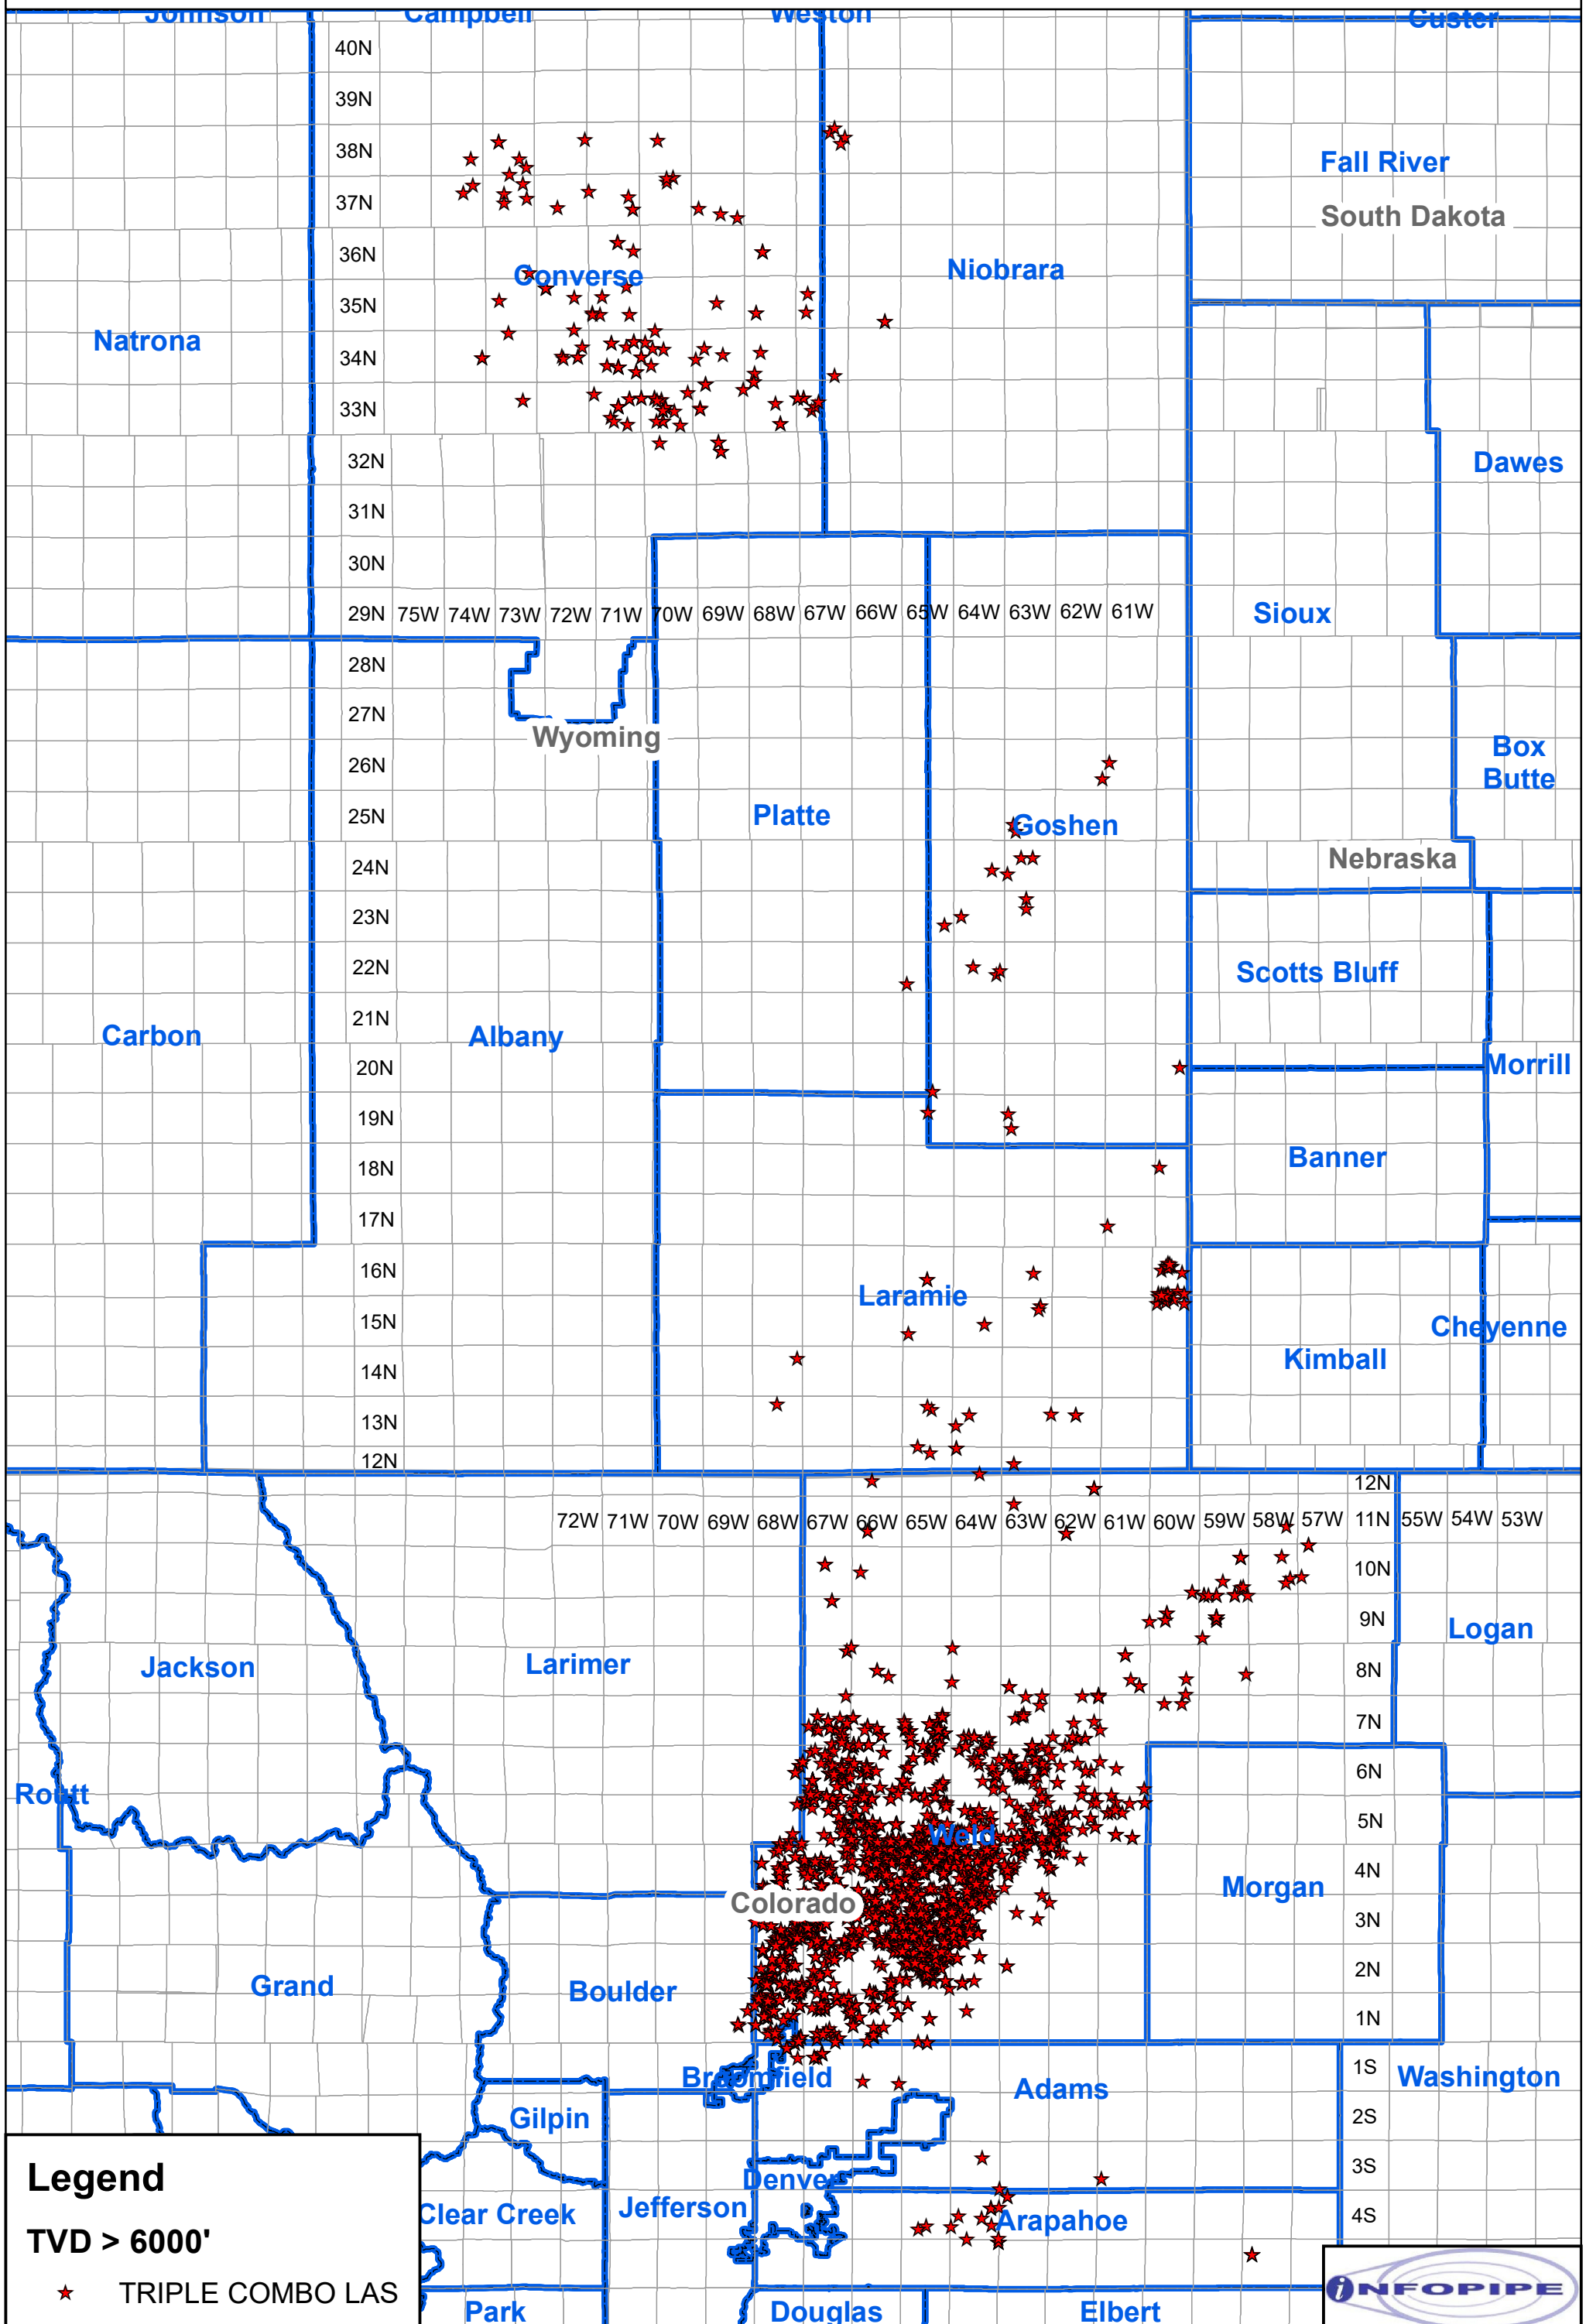 Johnson
Campbell
Weston
Custer
40N
39N
38N
Fall River
South Dakota
37N
36N
Converse
Niobrara
35N
Natrona
34N
33N
32N
Dawes
31N
30N
29N 75W 74W 73W 72W 71W 70W 69W 68W 67W 66W 65W 64W 63W 62W 61W
Sioux
28N
27N
Wyoming
26N
Box
Butte
25N
Platte
Goshen
24N
Nebraska
23N
22N
Scotts Bluff
21N
Carbon
Albany
20N
Morrill
19N
18N
Banner
17N
16N
Laramie
15N
Cheyenne
14N
Kimball
13N
12N
12N
72W 71W 70W 69W 68W 67W 66W 65W 64W 63W 62W 61W 60W 59W 58W 57W 11N 55W 54W 53W
10N
9N
Logan
Jackson
Larimer
8N
7N
6N
Routt
5N
Weld
4N
Morgan
Colorado
3N
2N
Grand
Boulder
1N
1S
Broomfield
Adams
Washington
Gilpin
2S
3S
Denver
Legend
Clear Creek
Jefferson
4S
Arapahoe
TVD > 6000'
TRIPLE COMBO LAS
INFOPIPE
Park
Douglas
Elbert